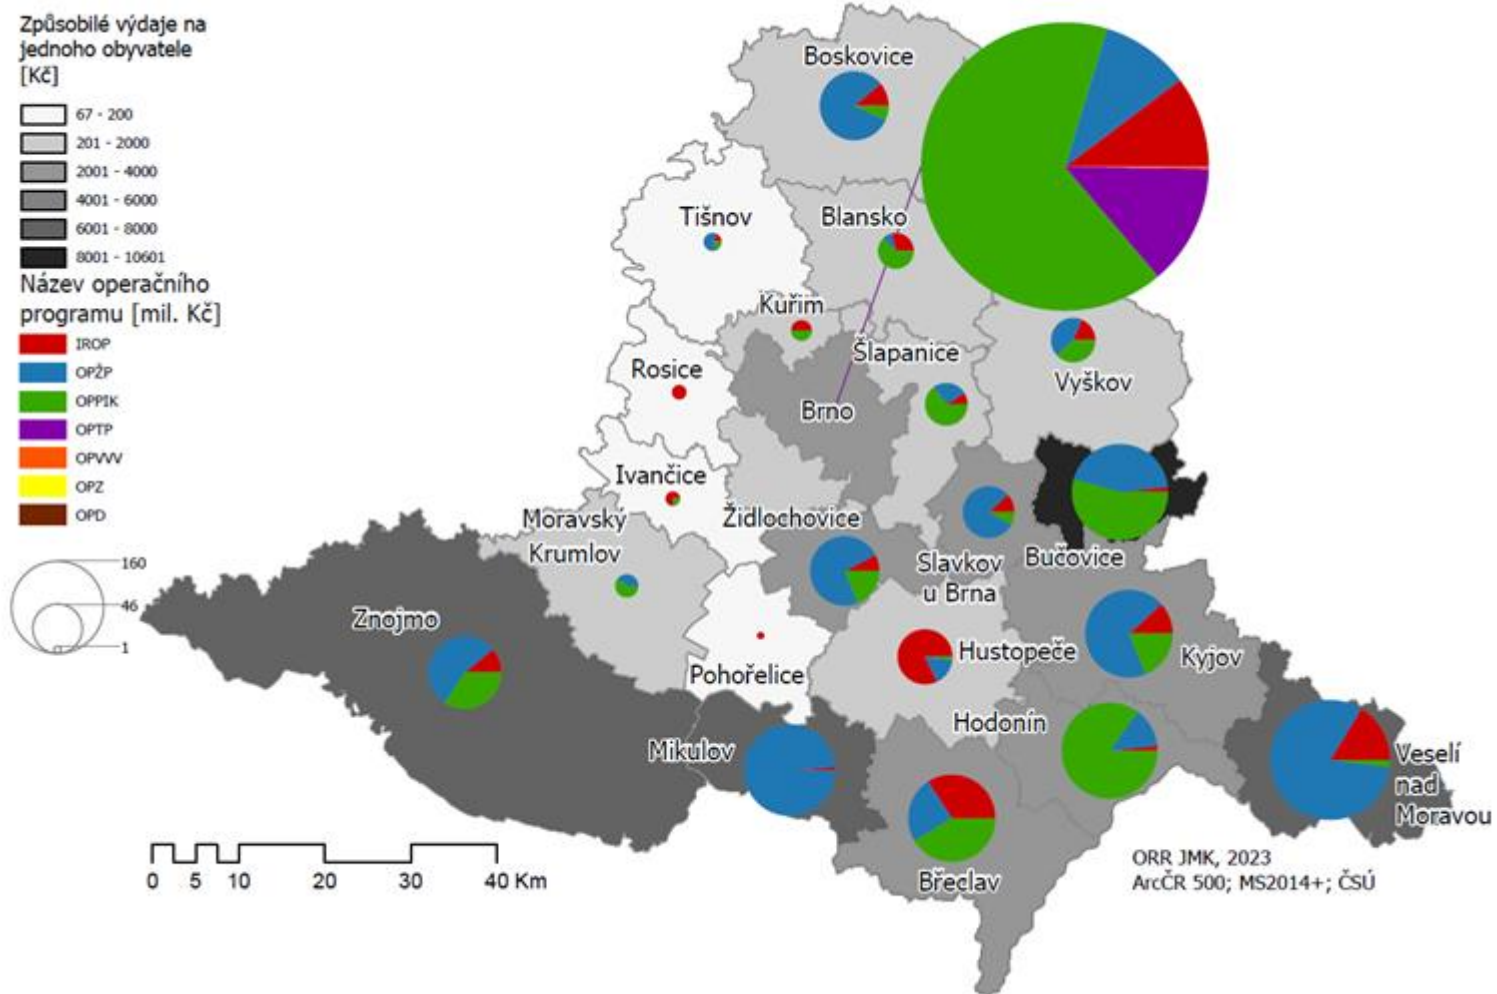 Způsobilé výdaje na
jednoho obyvatele
[Kč]
67 - 200
201 - 2000
2001 - 4000
4001 - 6000
6001 - 8000
8001 - 10601
Název operačního
programu [mil. Kč]
IROP
OPŽP
OPPIK
OPTP
OPVVV
OPZ
OPD
160
46
1
Boskovice
Tišnov
Blansko
Kuřim
Šlapanice
Vyškov
Rosice
Brno
Ivančice
Moravský
Krumlov
Židlochovice
Slavkov
u Brna
Bučovice
Znojmo
Pohořelice
Hustopeče
Kyjov
Hodonín
Mikulov
Veselí
nad
Moravou
Břeclav
0 5 10 20 30 40 Km
ORR JMK, 2023
ArcČR 500; MS2014+; ČSÚ